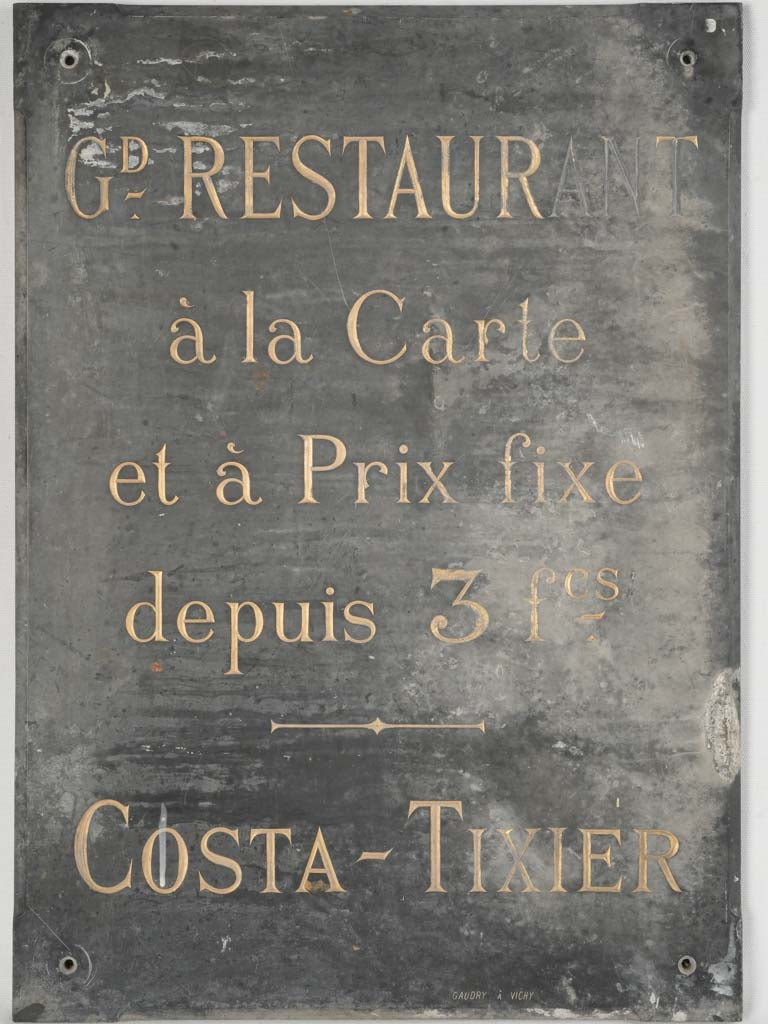 GD RESTAURANT
à la Carte
et à Prix fixe
depuis 3 fcs
COSTA-TIXIER
GAUDRY À VICHY